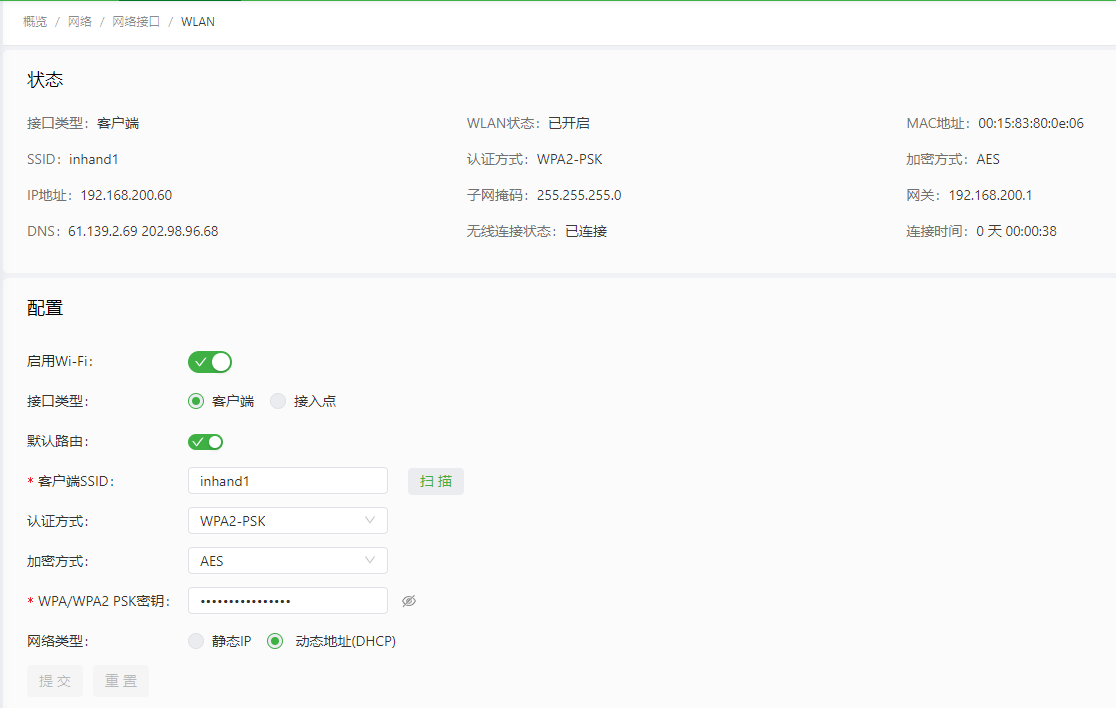 概览 / 网络 / 网络接口 / WLAN
状态
接口类型: 客户端 WLAN状态: 已开启 MAC地址: 00:15:83:80:0e:06
SSID: inhand1 认证方式: WPA2-PSK 加密方式: AES
IP地址: 192.168.200.60 子网掩码: 255.255.255.0 网关: 192.168.200.1
DNS: 61.139.2.69 202.98.96.68 无线连接状态: 已连接 连接时间: 0 天 00:00:38
配置
启用Wi-Fi:
接口类型: 客户端 接入点
默认路由:
* 客户端SSID: inhand1 扫 描
认证方式: WPA2-PSK
加密方式: AES
* WPA/WPA2 PSK密钥: ••••••••••••••••
网络类型: 静态IP 动态地址(DHCP)
提 交 重 置